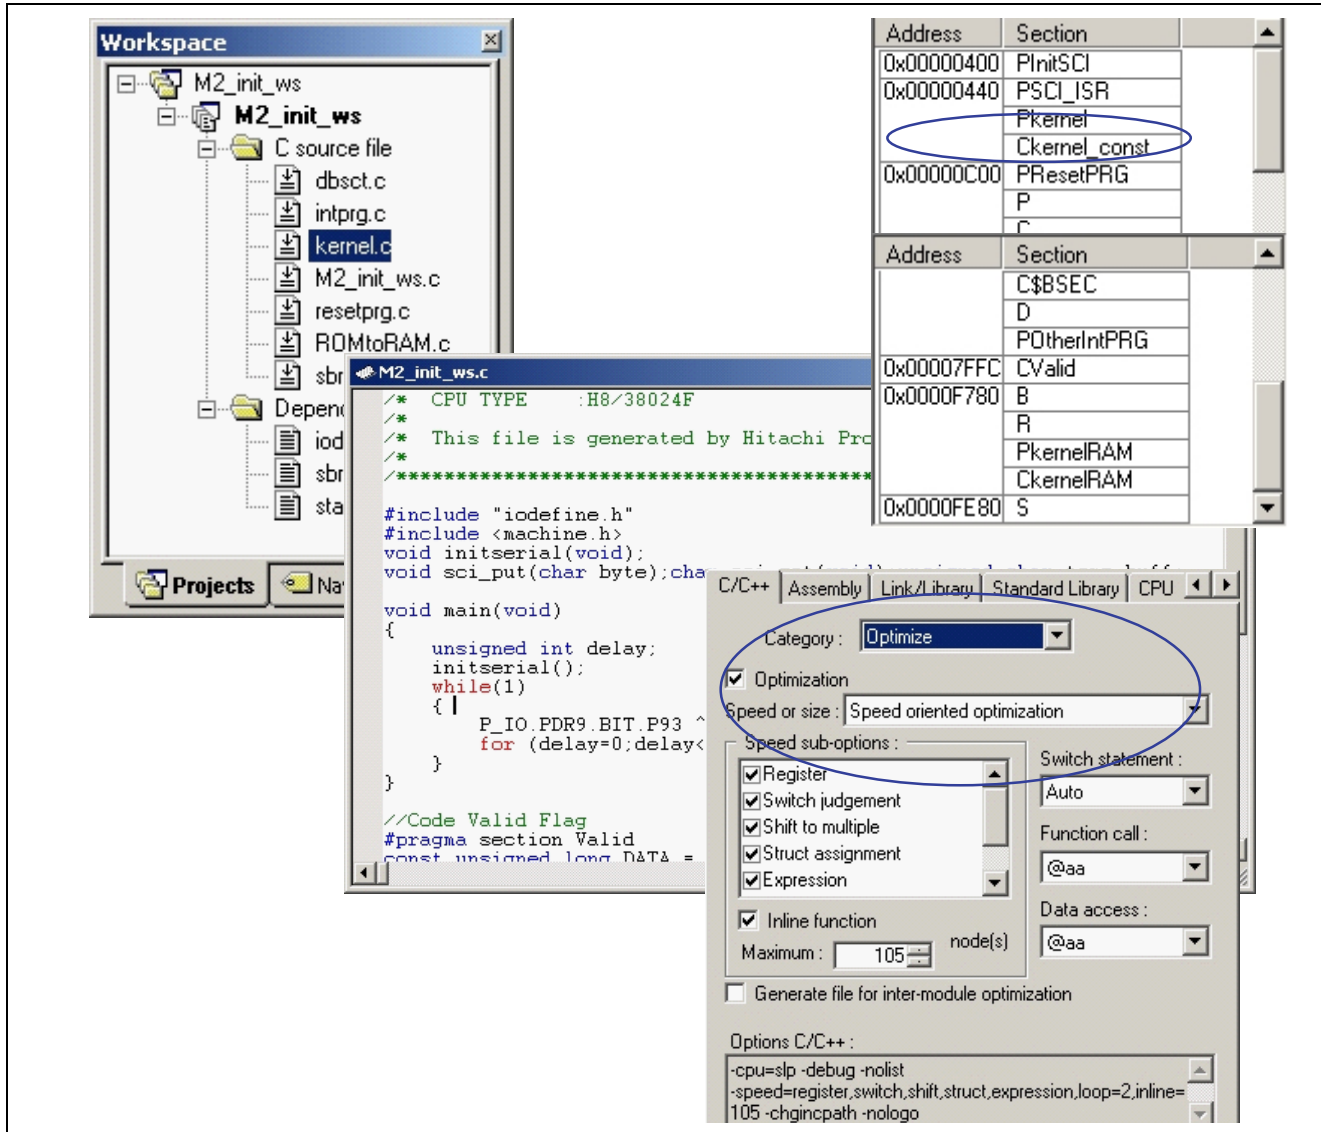 Workspace
M2_init_ws
M2_init_ws
C source file
dbsct.c
intprg.c
kernel.c
M2_init_ws.c
resetprg.c
ROMtoRAM.c
Projects
Address Section
0x00000400 PInitSCI
0x00000440 PSCI_ISR
Pkernel
Ckernel_const
0x00000C00 PResetPRG
P
C
Address Section
C$BSEC
D
POtherIntPRG
0x00007FFC CValid
0x0000F780 B
R
PkernelRAM
CkernelRAM
0x0000FE80 S
M2_init_ws.c
/* CPU TYPE :H8/38024F
/*
/* This file is generated by Hitachi
/*
/****************************************
#include "iodefine.h"
#include <machine.h>
void initserial(void);
void sci_put(char byte);
void main(void)
{
unsigned int delay;
initserial();
while(1)
{
P_IO.PDR9.BIT.P93 ^
for (delay=0;delay<
}
}
//Code Valid Flag
#pragma section Valid
const unsigned long DATA =
C/C++ Assembly Link/Library Standard Library CPU
Category : Optimize
Optimization
Speed or size : Speed oriented optimization
Speed sub-options :
Register
Switch judgement
Shift to multiple
Struct assignment
Expression
Inline function
Maximum : 105 node(s)
Switch statement :
Auto
Function call :
@aa
Data access :
@aa
Generate file for inter-module optimization
Options C/C++ :
-cpu=slp -debug -nolist
-speed=register,switch,shift,struct,expression,loop=2,inline=
105 -chgincpath -nologo